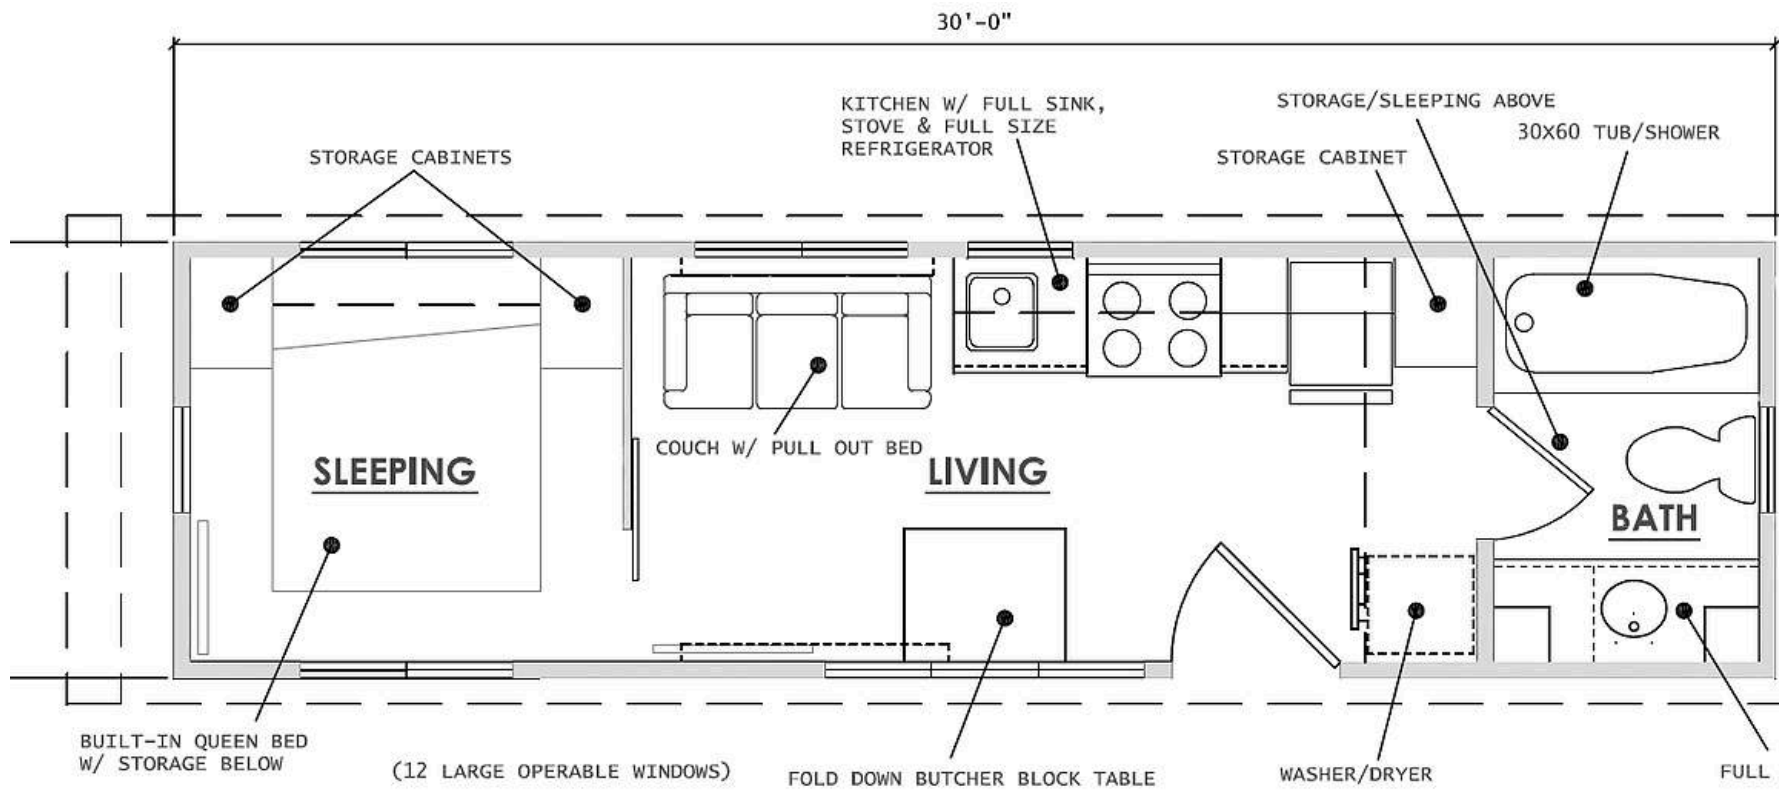 30'-0"
KITCHEN W/ FULL SINK,
STOVE & FULL SIZE
REFRIGERATOR
STORAGE/SLEEPING ABOVE
30x60 TUB/SHOWER
STORAGE CABINETS
STORAGE CABINET
COUCH W/ PULL OUT BED
SLEEPING
LIVING
BATH
BUILT-IN QUEEN BED
W/ STORAGE BELOW
(12 LARGE OPERABLE WINDOWS)
FOLD DOWN BUTCHER BLOCK TABLE
WASHER/DRYER
FULL